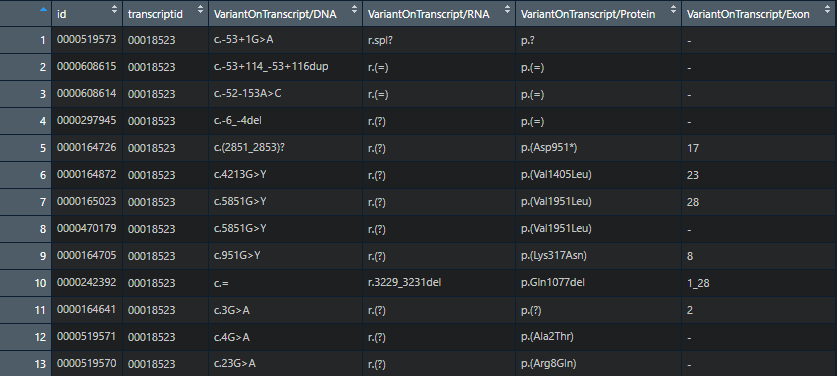 id transcriptid VariantOnTranscript/DNA VariantOnTranscript/RNA VariantOnTranscript/Protein VariantOnTranscript/Exon
1 0000519573 00018523 c.-53+1G>A r.spl? p.? -
2 0000608615 00018523 c.-53+114_-53+116dup r.(=) p.(=) -
3 0000608614 00018523 c.-52-153A>C r.(=) p.(=) -
4 0000297945 00018523 c.-6_-4del r.(?) p.(=) -
5 0000164726 00018523 c.(2851_2853)? r.(?) p.(Asp951*) 17
6 0000164872 00018523 c.4213G>Y r.(?) p.(Val1405Leu) 23
7 0000165023 00018523 c.5851G>Y r.(?) p.(Val1951Leu) 28
8 0000470179 00018523 c.5851G>Y r.(?) p.(Val1951Leu) -
9 0000164705 00018523 c.951G>Y r.(?) p.(Lys317Asn) 8
10 0000242392 00018523 c.= r.3229_3231del p.Gln1077del 1_28
11 0000164641 00018523 c.3G>A r.(?) p.(?) 2
12 0000519571 00018523 c.4G>A r.(?) p.(Ala2Thr) -
13 0000519570 00018523 c.23G>A r.(?) p.(Arg8Gln) -